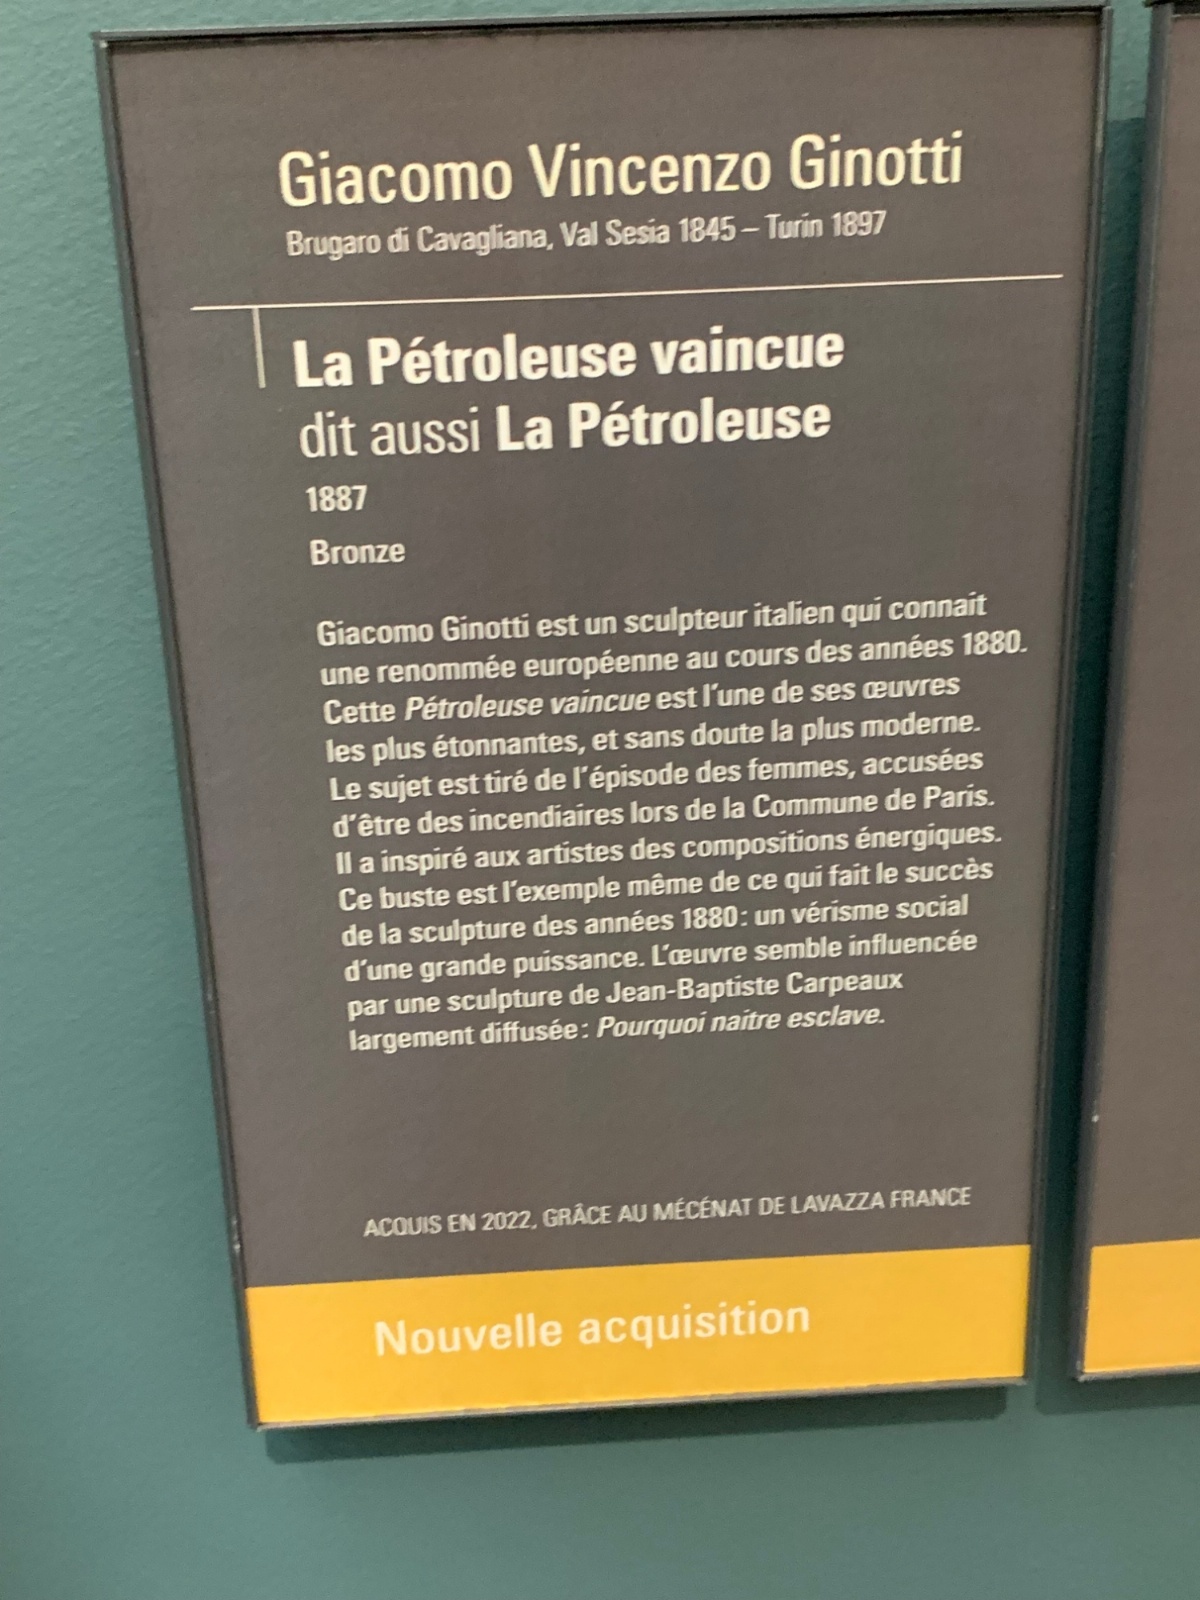 Giacomo Vincenzo Ginotti
Brugaro di Cavagliana, Val Sesia 1845 – Turin 1897
La Pétroleuse vaincue
dit aussi La Pétroleuse
1887
Bronze
Giacomo Ginotti est un sculpteur italien qui connait
une renommée européenne au cours des années 1880.
Cette Pétroleuse vaincue est l'une de ses œuvres
les plus étonnantes, et sans doute la plus moderne.
Le sujet est tiré de l'épisode des femmes, accusées
d'être des incendiaires lors de la Commune de Paris.
Il a inspiré aux artistes des compositions énergiques.
Ce buste est l'exemple même de ce qui fait le succès
de la sculpture des années 1880 : un vérisme social
d'une grande puissance. L'œuvre semble influencée
par une sculpture de Jean-Baptiste Carpeaux
largement diffusée : Pourquoi naitre esclave.
ACQUIS EN 2022, GRÂCE AU MÉCÉNAT DE LAVAZZA FRANCE
Nouvelle acquisition